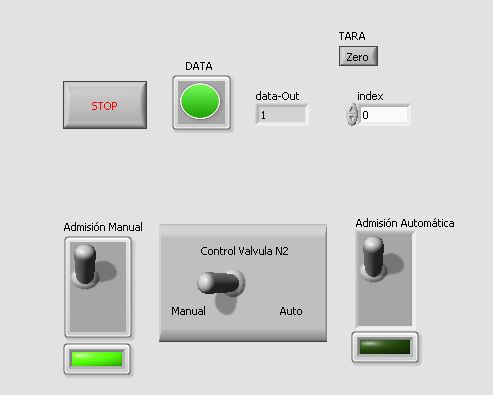 TARA
Zero
DATA
STOP
data-Out
1
index
0
Admisión Manual
Control Valvula N2
Manual
Auto
Admisión Automática